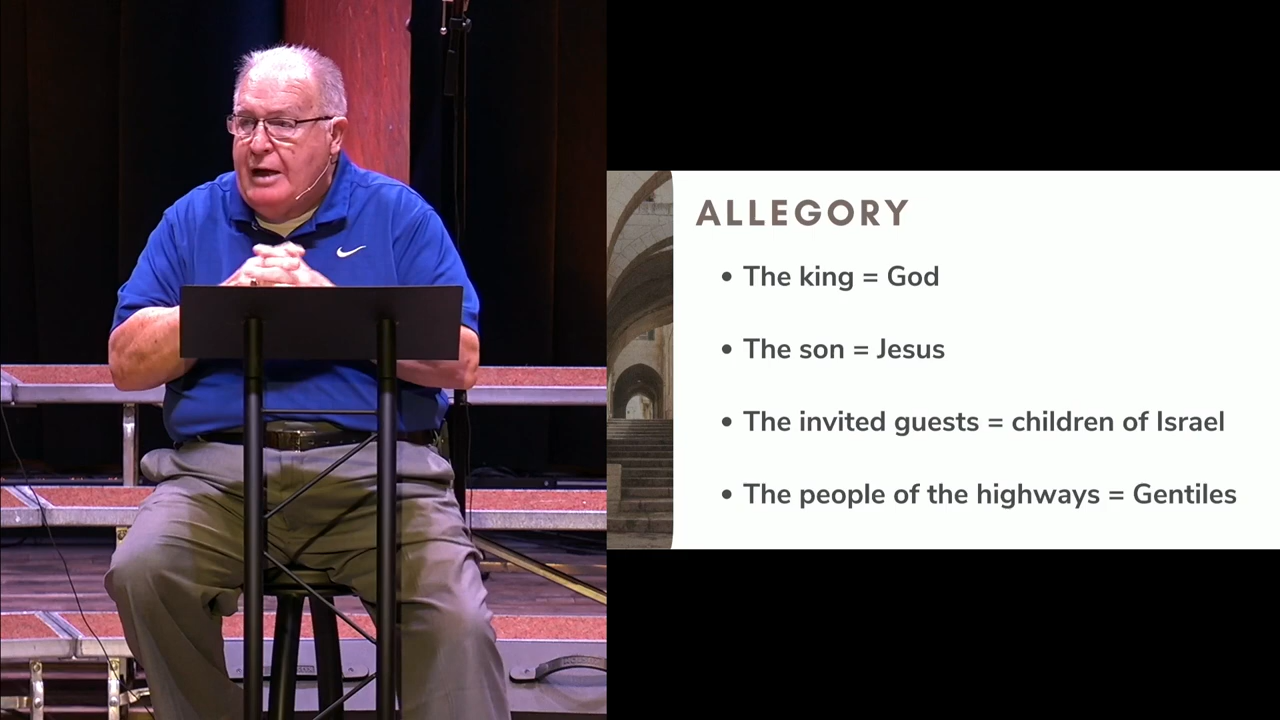 ALLEGORY
• The king = God
• The son = Jesus
• The invited guests = children of Israel
• The people of the highways = Gentiles